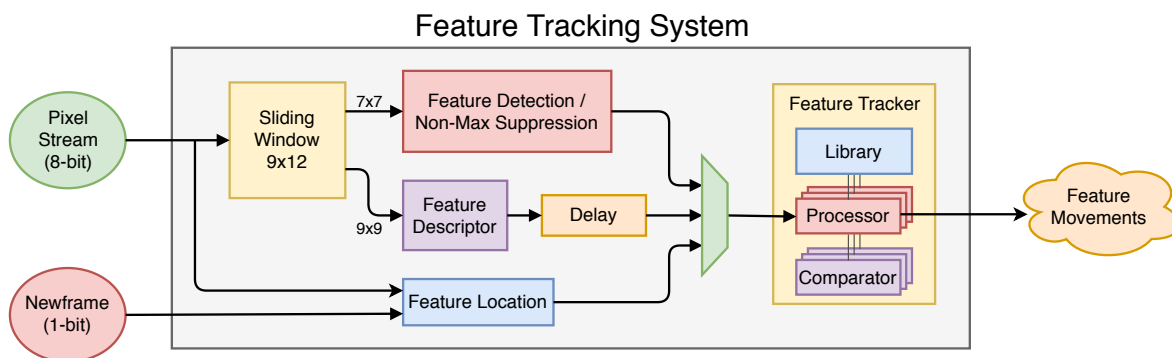 Feature Tracking System
Pixel
Stream
(8-bit)
Sliding
Window
9x12
7x7
Feature Detection /
Non-Max Suppression
9x9
Feature
Descriptor
Delay
Newframe
(1-bit)
Feature Location
Feature Tracker
Library
Processor
Comparator
Feature
Movements